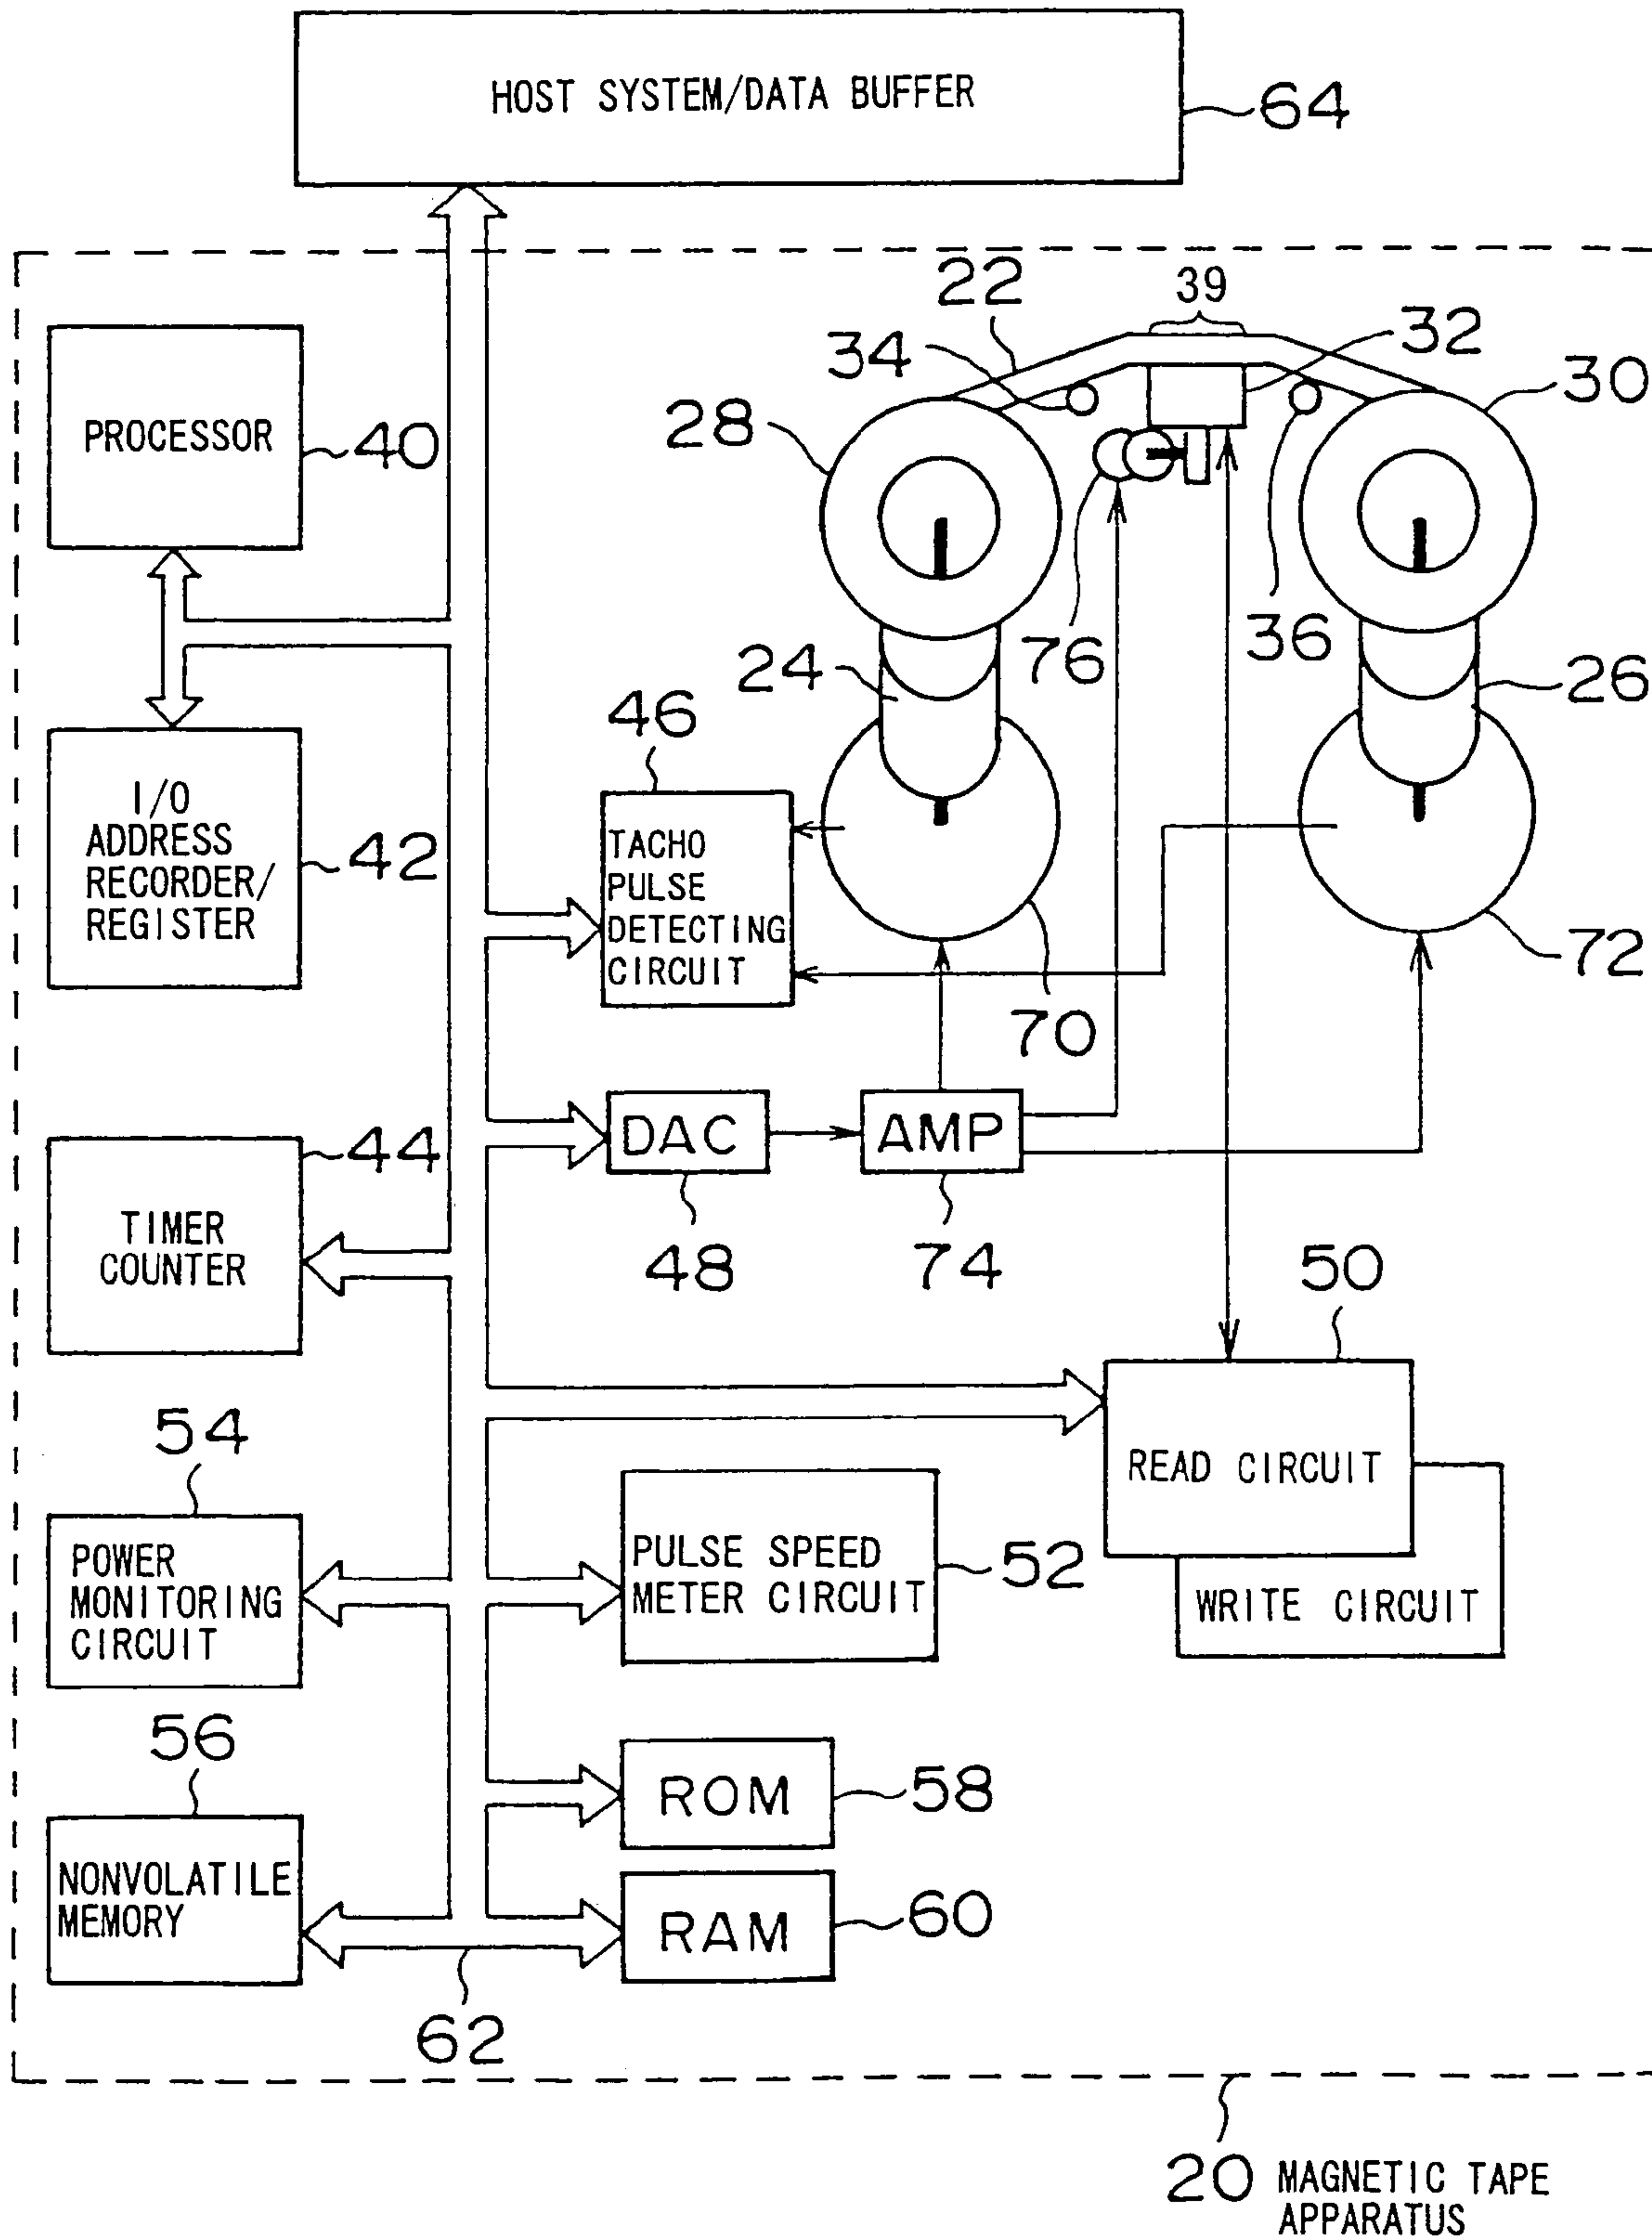 HOST SYSTEM/DATA BUFFER
64
22
39
34
32
30
28
PROCESSOR
40
76
36
24
26
46
I/O
ADDRESS
RECORDER/
REGISTER
42
TACHO
PULSE
DETECTING
CIRCUIT
70
72
44
DAC
AMP
TIMER
COUNTER
48
74
50
54
READ CIRCUIT
POWER
MONITORING
CIRCUIT
PULSE SPEED
METER CIRCUIT
52
WRITE CIRCUIT
56
ROM
58
NONVOLATILE
MEMORY
RAM
60
62
20 MAGNETIC TAPE
APPARATUS